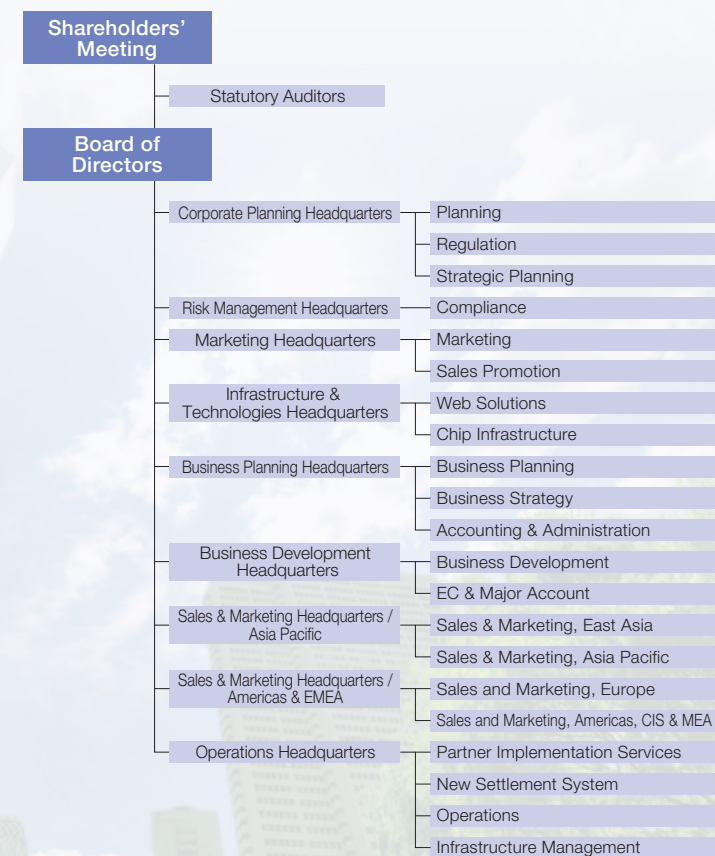 Shareholders’
Meeting
Statutory Auditors
Board of
Directors
Corporate Planning Headquarters
Planning
Regulation
Strategic Planning
Risk Management Headquarters
Compliance
Marketing Headquarters
Marketing
Sales Promotion
Infrastructure &
Technologies Headquarters
Web Solutions
Chip Infrastructure
Business Planning Headquarters
Business Planning
Business Strategy
Accounting & Administration
Business Development
Headquarters
Business Development
EC & Major Account
Sales & Marketing Headquarters /
Asia Pacific
Sales & Marketing, East Asia
Sales & Marketing, Asia Pacific
Sales & Marketing Headquarters /
Americas & EMEA
Sales and Marketing, Europe
Sales and Marketing, Americas, CIS & MEA
Operations Headquarters
Partner Implementation Services
New Settlement System
Operations
Infrastructure Management